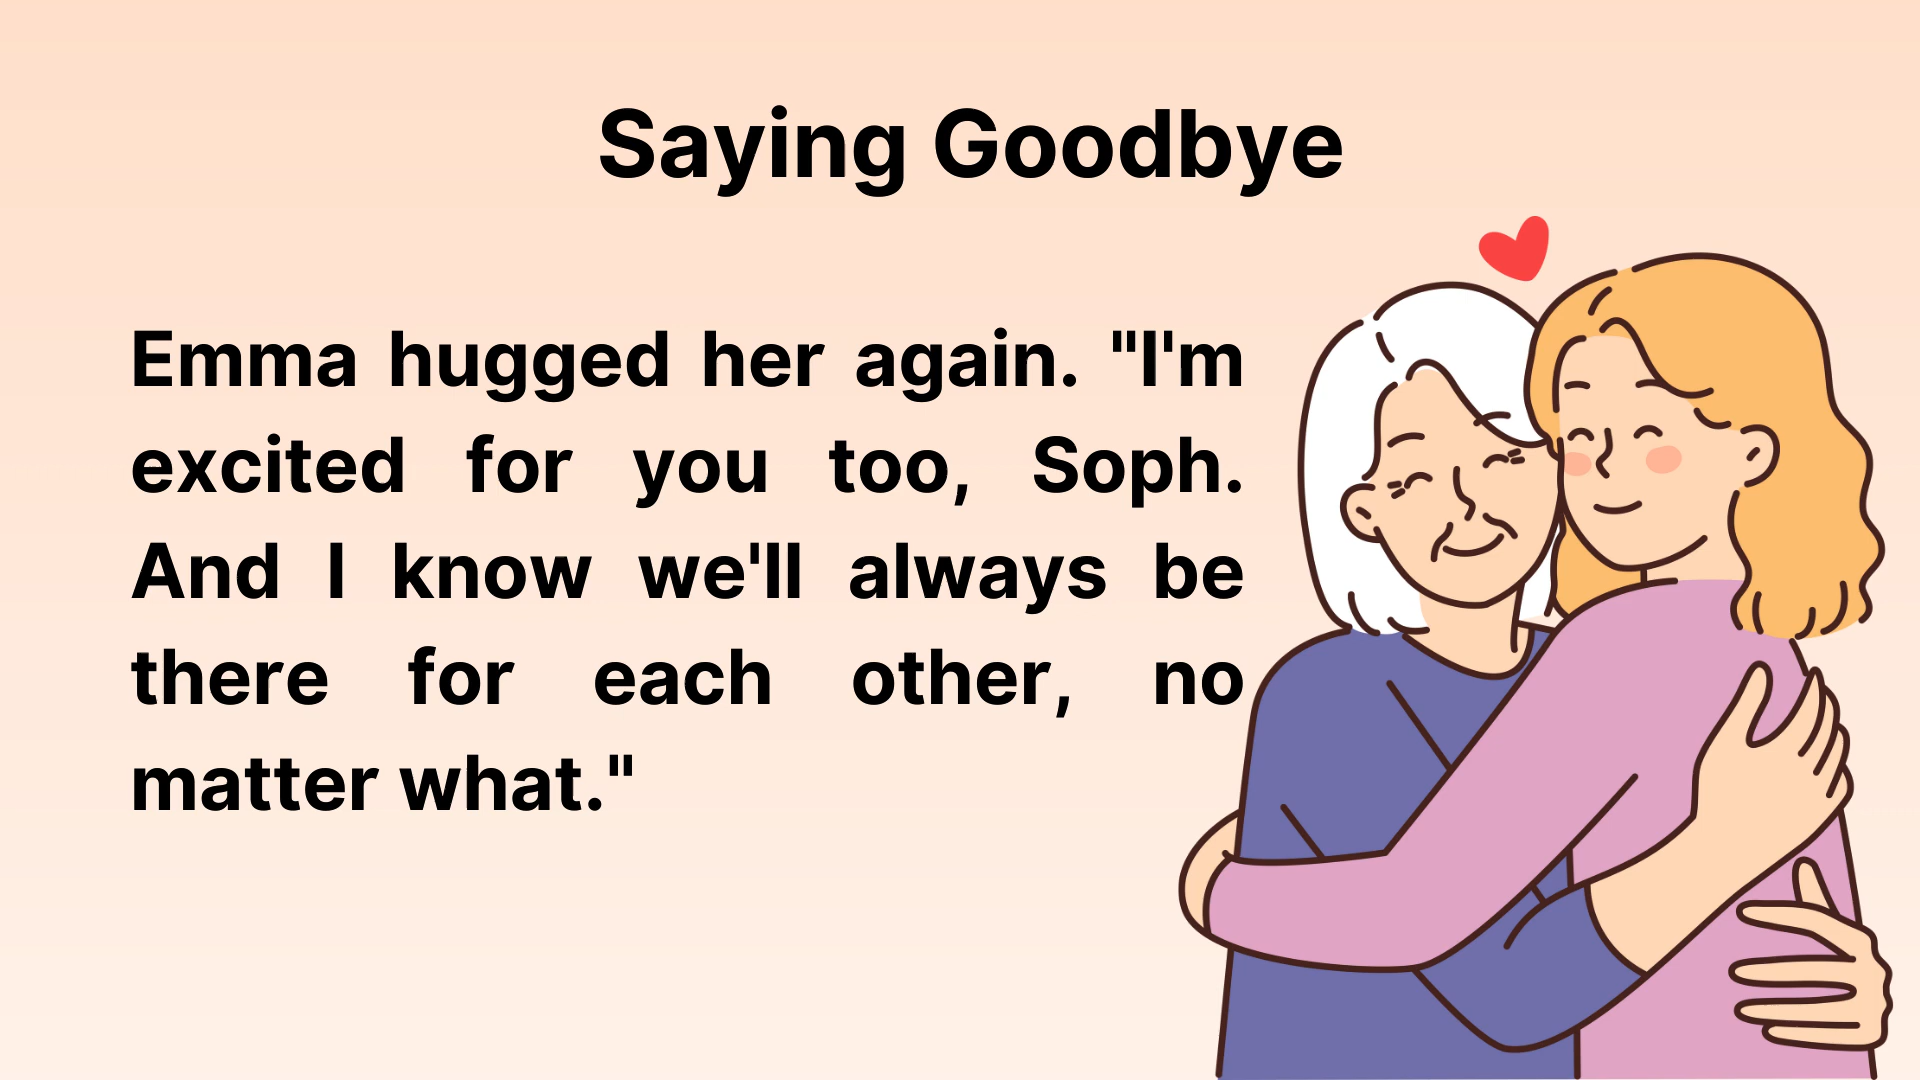 Saying Goodbye
Emma hugged her again. "I'm
excited for you too, Soph.
And I know we'll always be
there for each other, no
matter what."